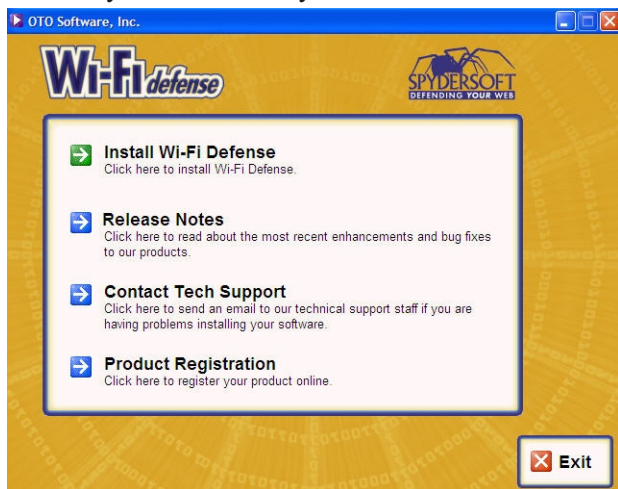 OTO Software, Inc.
Wi-Fi defense
SPYDERSOFT
DEFENDING YOUR WEB
Install Wi-Fi Defense
Click here to install Wi-Fi Defense.
Release Notes
Click here to read about the most recent enhancements and bug fixes
to our products.
Contact Tech Support
Click here to send an email to our technical support staff if you are
having problems installing your software.
Product Registration
Click here to register your product online.
Exit